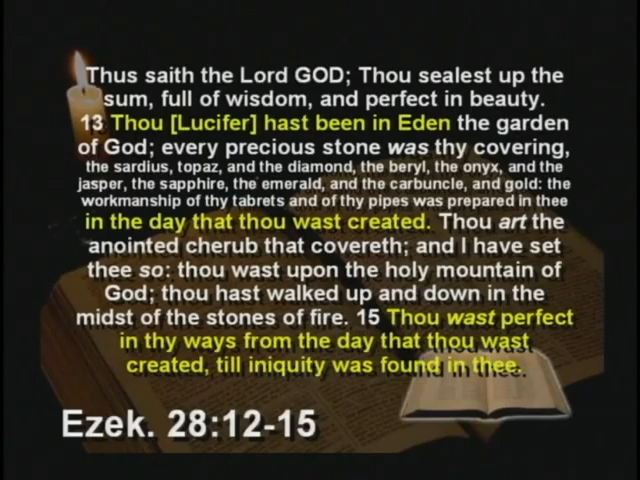 Thus saith the Lord GOD; Thou sealest up the
sum, full of wisdom, and perfect in beauty.
13 Thou [Lucifer] hast been in Eden the garden
of God; every precious stone was thy covering,
the sardius, topaz, and the diamond, the beryl, the onyx, and the
jasper, the sapphire, the emerald, and the carbuncle, and gold: the
workmanship of thy tabrets and of thy pipes was prepared in thee
in the day that thou wast created. Thou art the
anointed cherub that covereth; and I have set
thee so: thou wast upon the holy mountain of
God; thou hast walked up and down in the
midst of the stones of fire. 15 Thou wast perfect
in thy ways from the day that thou wast
created, till iniquity was found in thee.
Ezek. 28:12-15